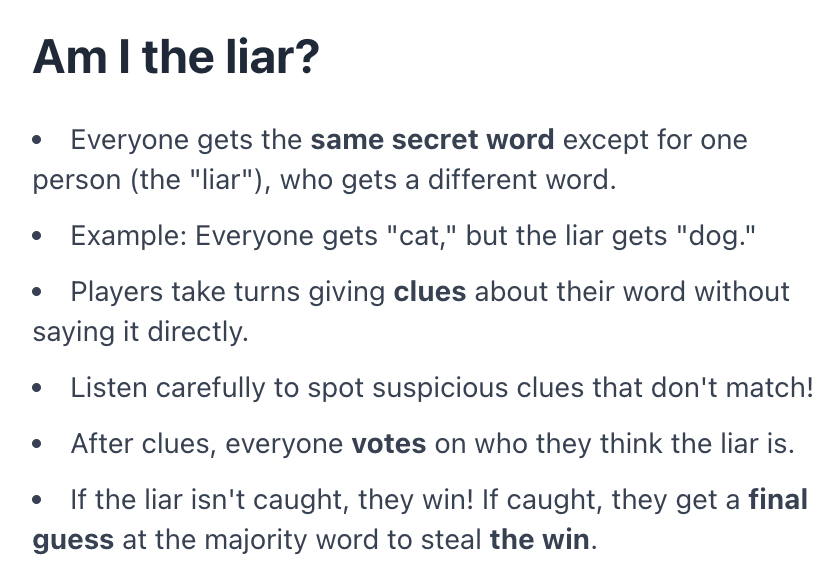 Am I the liar?
• Everyone gets the same secret word except for one
person (the "liar"), who gets a different word.
• Example: Everyone gets "cat," but the liar gets "dog."
• Players take turns giving clues about their word without
saying it directly.
• Listen carefully to spot suspicious clues that don't match!
• After clues, everyone votes on who they think the liar is.
• If the liar isn't caught, they win! If caught, they get a final
guess at the majority word to steal the win.